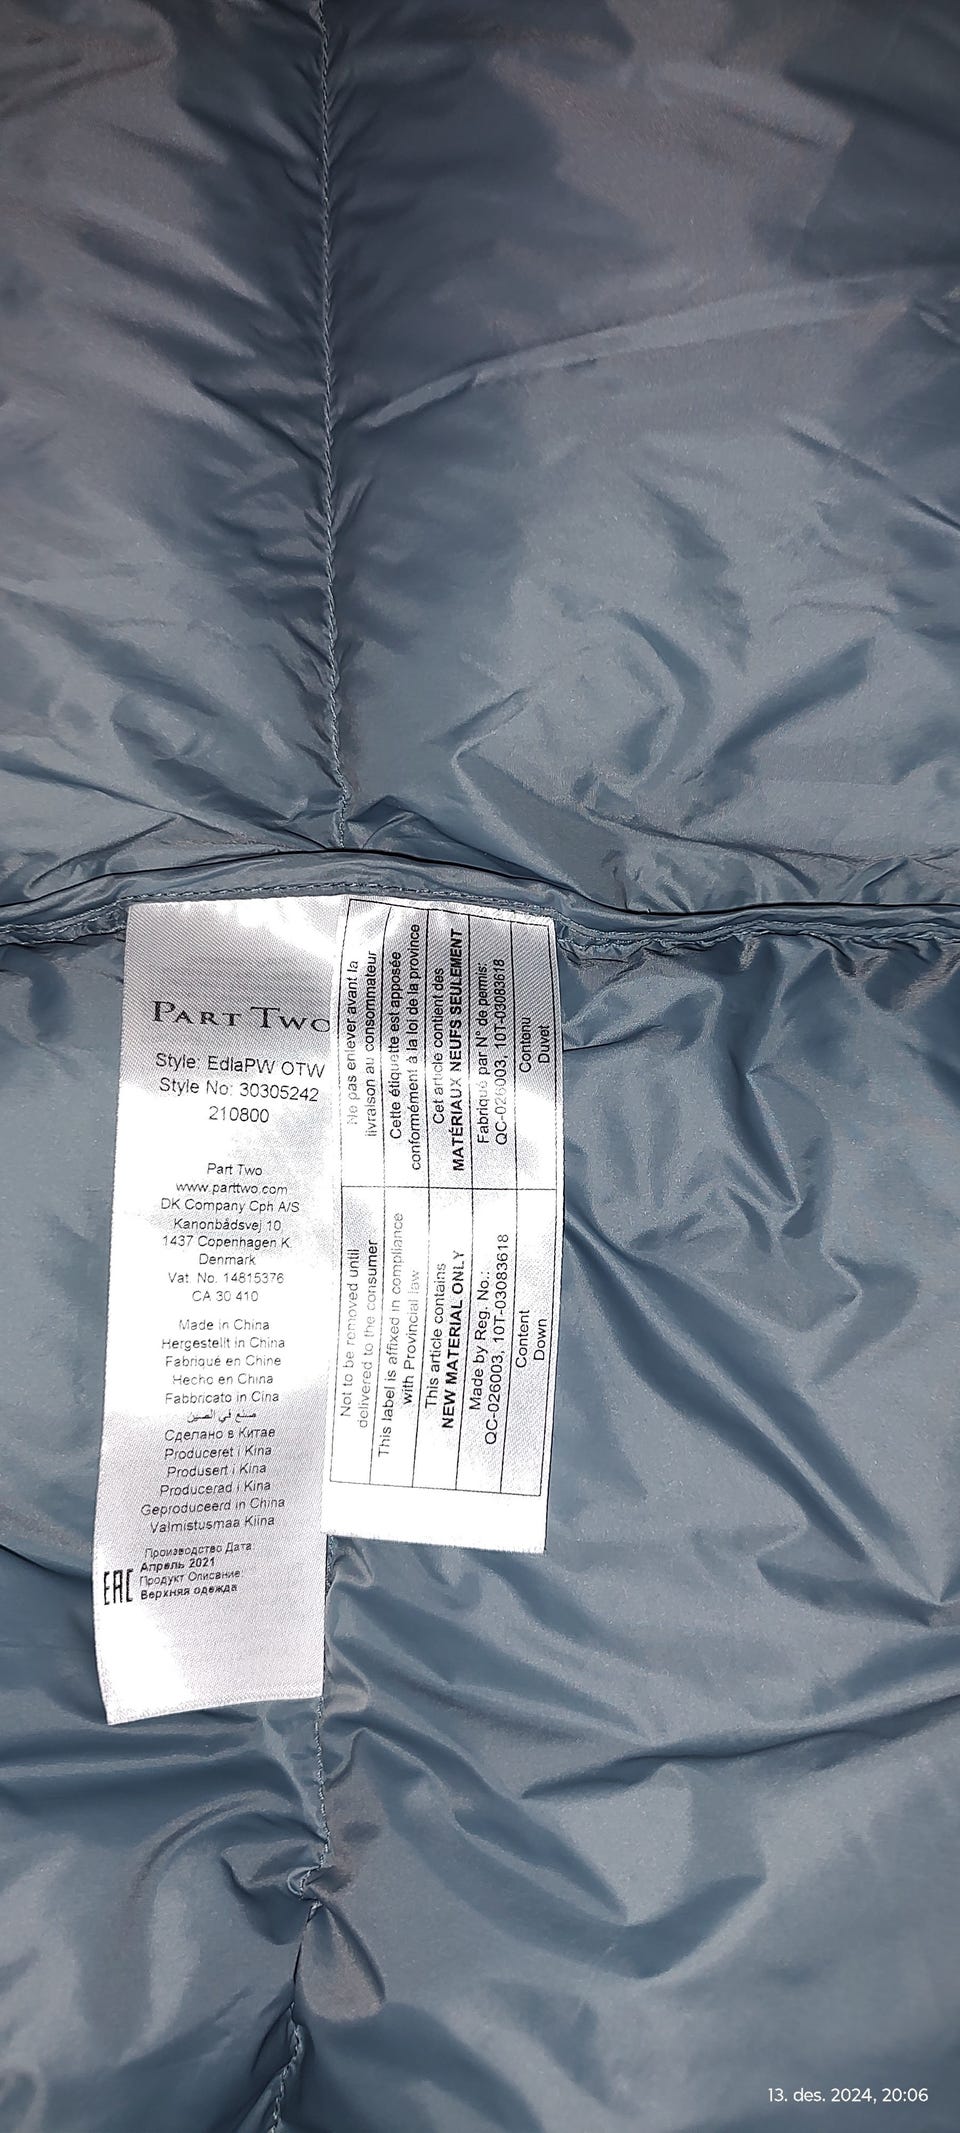 PART TWO
Style: EdlaPW OTW
Style No: 30305242
210800
Part Two
www.parttwo.com
DK Company Cph A/S
Kanonbådsvej 10
1437 Copenhagen K.
Denmark
Vat. No. 14815376
CA 30 410
Made in China
Hergestellt in China
Fabriqué en Chine
Hecho en China
Fabbricato in Cina
صنع في الصين
Сделано в Китае
Produceret i Kina
Produsert i Kina
Producerad i Kina
Geproduceerd in China
Valmistusmaa Kiina
Производство Дата:
Апрель 2021
Продукт Описание:
Верхняя одежда
EAC
Not to be removed until
delivered to the consumer
This label is affixed in compliance
with Provincial law
This article contains
NEW MATERIAL ONLY
Made by Reg. No.:
QC-026003, 10T-03083618
Content
Down
Ne pas enlever avant la
livraison au consommateur
Cette étiquette est apposée
conformément à la loi de la province
Cet article contient des
MATÉRIAUX NEUFS SEULEMENT
Fabriqué par N° de permis:
QC-026003, 10T-03083618
Contenu
Duvet
13. des. 2024, 20:06